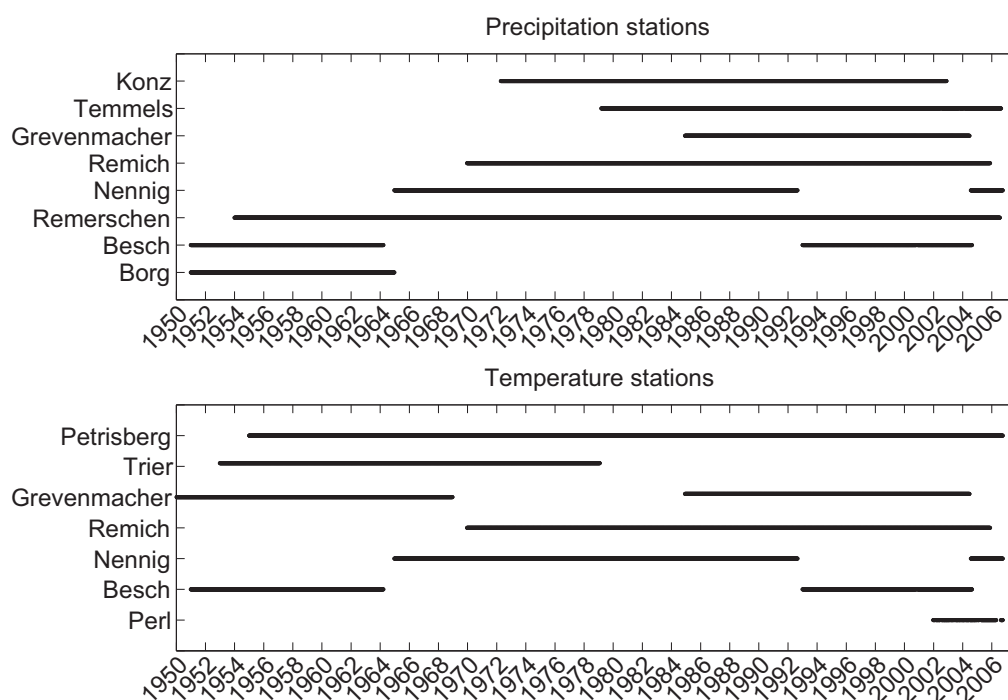 Precipitation stations
Konz
Temmels
Grevenmacher
Remich
Nennig
Remerschen
Besch
Borg
1950 1952 1954 1956 1958 1960 1962 1964 1966 1968 1970 1972 1974 1976 1978 1980 1982 1984 1986 1988 1990 1992 1994 1996 1998 2000 2002 2004 2006
Temperature stations
Petrisberg
Trier
Grevenmacher
Remich
Nennig
Besch
Perl
1950 1952 1954 1956 1958 1960 1962 1964 1966 1968 1970 1972 1974 1976 1978 1980 1982 1984 1986 1988 1990 1992 1994 1996 1998 2000 2002 2004 2006